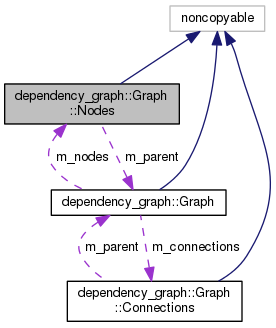 noncopyable
dependency_graph::Graph
::Nodes
m_nodes
m_parent
dependency_graph::Graph
m_parent
m_connections
dependency_graph::Graph
::Connections